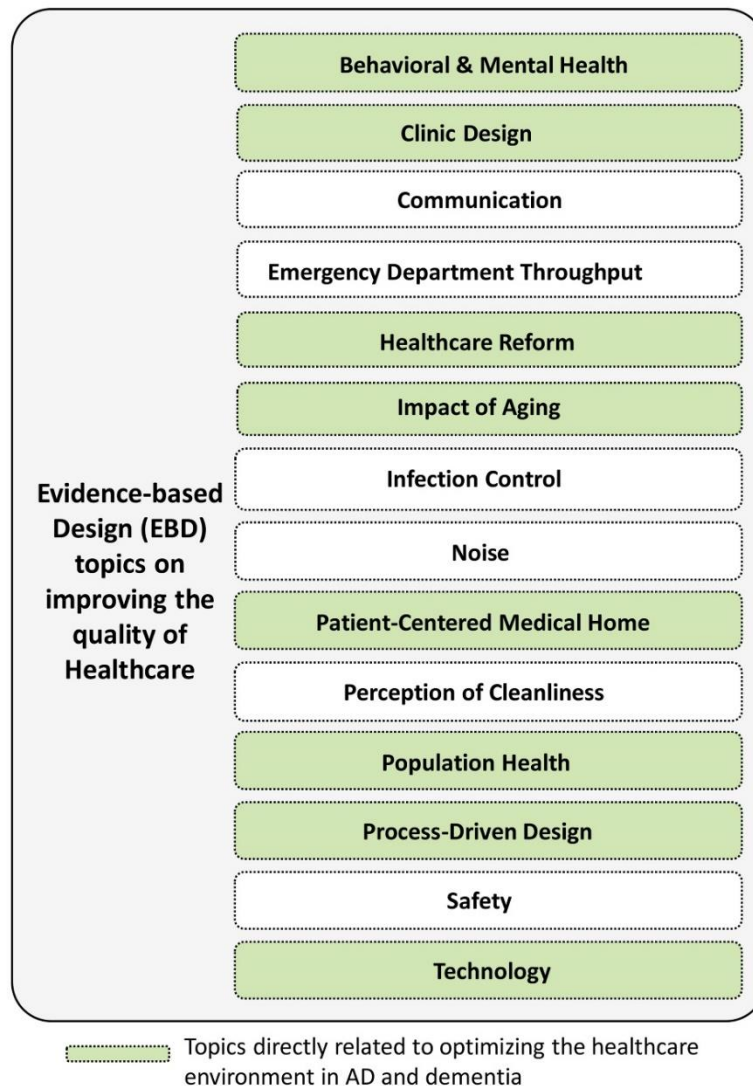 Behavioral & Mental Health
Clinic Design
Communication
Emergency Department Throughput
Healthcare Reform
Impact of Aging
Infection Control
Noise
Patient-Centered Medical Home
Perception of Cleanliness
Population Health
Process-Driven Design
Safety
Technology
Evidence-based
Design (EBD)
topics on
improving the
quality of
Healthcare
Topics directly related to optimizing the healthcare
environment in AD and dementia